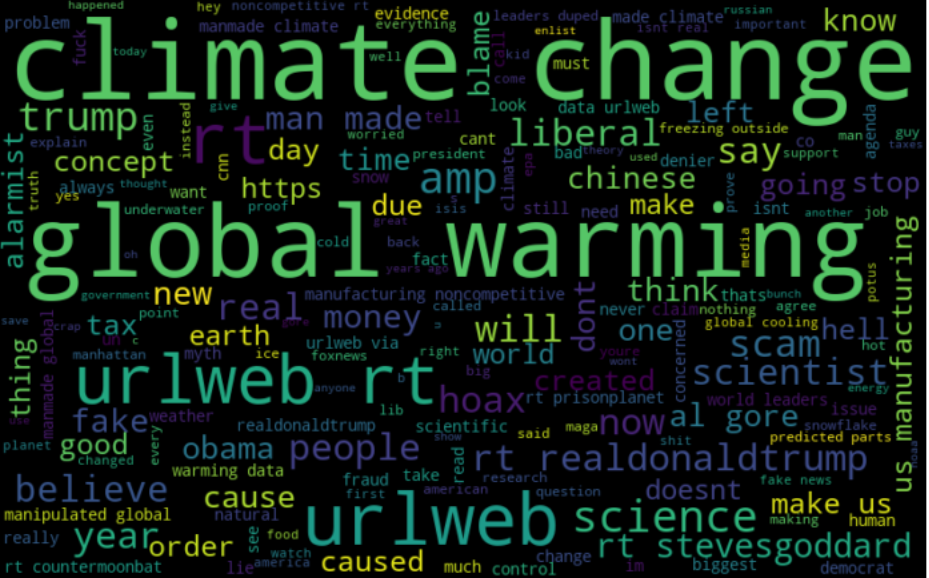 happened hey noncompetitive rt evidence leaders duped made climate russian
problem manmade climate everything isnt real important know
climate change
fuck today well blame call kid enlist must come
trump rt man made tell look data urlweb left
explain even instead give worried cant liberal freezing outside man agenda guy
concept cnn day time president bad theory used denier say support co taxes
alarmist truth always thought https snow amp climate epa chinese prove going stop
yes want underwater proof due isis s still need make isnt another job
global warming
oh cold great back fact years ago media potus
government new manufacturing noncompetitive called dont think thats bunch
save crap point real money never claim nothing agree
tax un c earth gore urlweb via will one global cooling hell
thing manmade global manhattan myth ice foxnews right world youre wont concerned scam hot
urlweb rt anyone b big created scientist energy
use fake weather lib hoax rt prisonplanet world leaders issue us manufacturing
planet good every realdonaldtrump scientific said maga now al gore snowflake
changed obama people show rt realdonaldtrump shit predicted parts
warming data fraud take read research doesnt fake news hoax
believe cause first american question make us
manipulated global natural urlweb science making human
really year order see food caused change rt stevesgoddard
rt countermoonbat lie america watch much control im biggest democrat